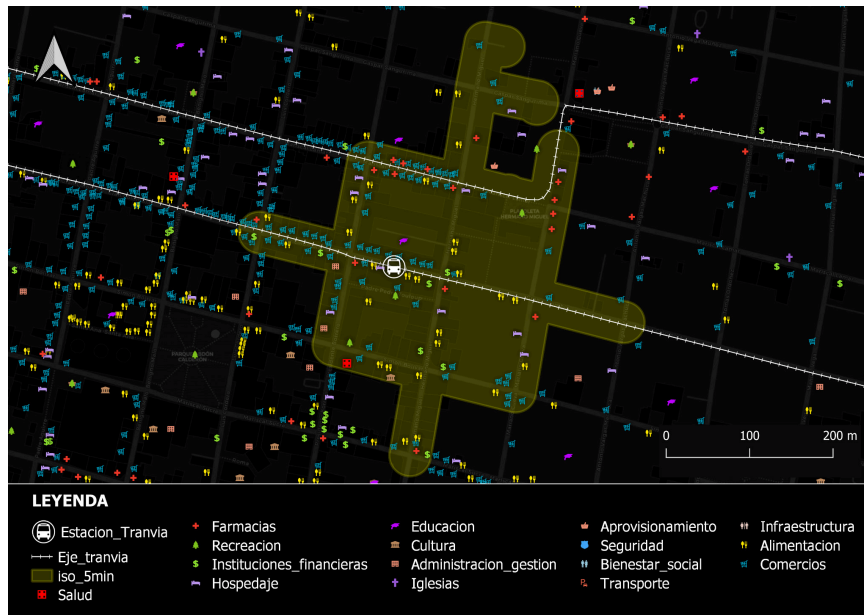 0 100 200 m
LEYENDA
Estacion_Tranvia
Eje_tranvia
iso_5min
Salud
Farmacias
Recreacion
Instituciones_financieras
Hospedaje
Educacion
Cultura
Administracion_gestion
Iglesias
Aprovisionamiento
Seguridad
Bienestar_social
Transporte
Infraestructura
Alimentacion
Comercios